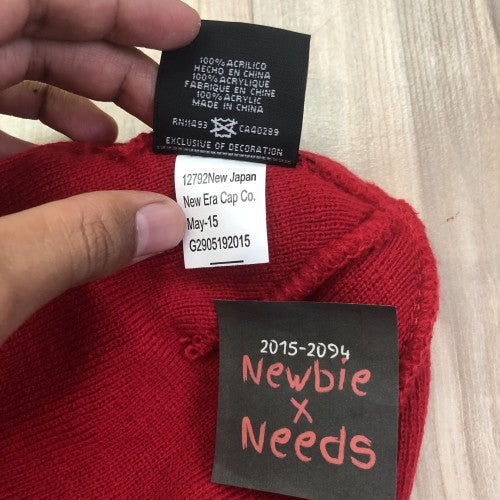 100% ACRILICO
HECHO EN CHINA
100% ACRYLIQUE
FABRIQUE EN CHINE
100% ACRYLIC
MADE IN CHINA
RN11493 CA40289
EXCLUSIVE OF DECORATION
12792New Japan
New Era Cap Co.
May-15
G2905192015
2015-2094
Newbie
x
Needs